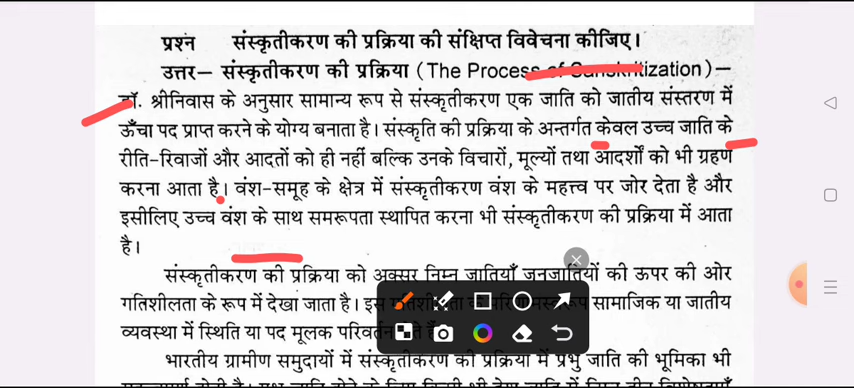 प्रश्न संस्कृतीकरण की प्रक्रिया की संक्षिप्त विवेचना कीजिए।
उत्तर— संस्कृतीकरण की प्रक्रिया (The Process of Sanskritization)—
डॉ. श्रीनिवास के अनुसार सामान्य रूप से संस्कृतीकरण एक जाति को जातीय संस्तरण में
ऊँचा पद प्राप्त करने के योग्य बनाता है। संस्कृति की प्रक्रिया के अन्तर्गत केवल उच्च जाति के
रीति-रिवाजों और आदतों को ही नहीं बल्कि उनके विचारों, मूल्यों तथा आदर्शों को भी ग्रहण
करना आता है। वंश-समूह के क्षेत्र में संस्कृतीकरण वंश के महत्त्व पर जोर देता है और
इसीलिए उच्च वंश के साथ समरूपता स्थापित करना भी संस्कृतीकरण की प्रक्रिया में आता
है।
संस्कृतीकरण की प्रक्रिया को अक्सर निम्न जातियाँ जनजातियों की ऊपर की ओर
गतिशीलता के रूप में देखा जाता है। इस सामाजिक या जातीय
व्यवस्था में स्थिति या पद मूलक
भारतीय ग्रामीण समुदायों में संस्कृतीकरण की प्रक्रिया में प्रभु जाति की भूमिका भी